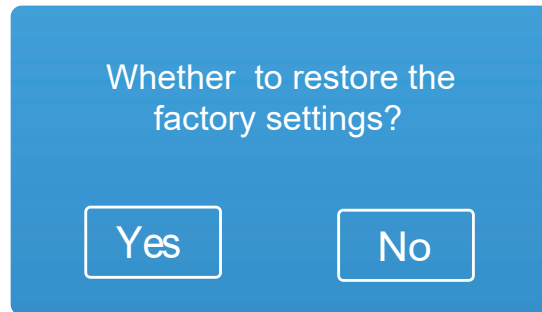 Whether to restore the
factory settings?
Yes
No